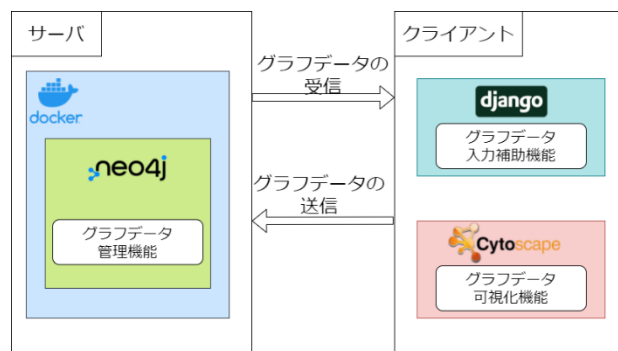 サーバ
docker
neo4j
グラフデータ
管理機能
グラフデータの
受信
グラフデータの
送信
クライアント
django
グラフデータ
入力補助機能
Cytoscape
グラフデータ
可視化機能